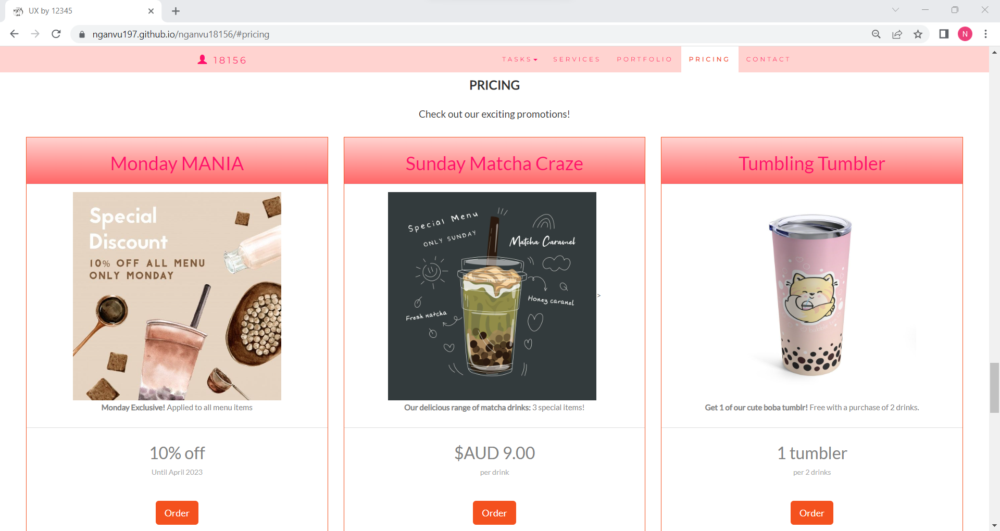 UX by 12345
nganvu197.github.io/nganvu18156/#pricing
N
18156
TASKS
SERVICES
PORTFOLIO
PRICING
CONTACT
PRICING
Check out our exciting promotions!
Monday MANIA
Special
Discount
10% OFF ALL MENU
ONLY MONDAY
Monday Exclusive! Applied to all menu items
10% off
Until April 2023
Order
Sunday Matcha Craze
Special Menu
ONLY SUNDAY
Matcha Caramel
Honey caramel
Fresh matcha
>
Our delicious range of matcha drinks: 3 special items!
$AUD 9.00
per drink
Order
Tumbling Tumbler
Get 1 of our cute boba tumblr! Free with a purchase of 2 drinks.
1 tumbler
per 2 drinks
Order